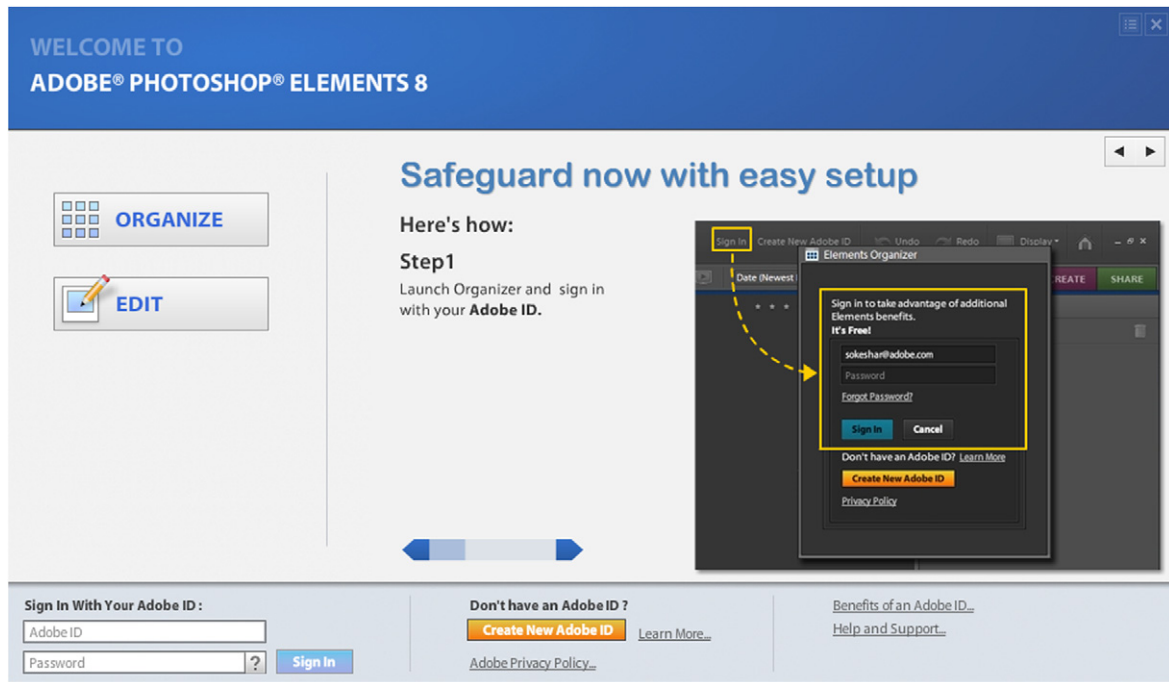 WELCOME TO
ADOBE® PHOTOSHOP® ELEMENTS 8
ORGANIZE
EDIT
Safeguard now with easy setup
Here's how:
Step1
Launch Organizer and sign in
with your Adobe ID.
Sign In Create New Adobe ID Undo Redo Display
Elements Organizer
Date (Newest
CREATE SHARE
Sign in to take advantage of additional
Elements benefits.
It's Free!
sokeshar@adobe.com
Password
Forgot Password?
Sign In Cancel
Don't have an Adobe ID? Learn More
Create New Adobe ID
Privacy Policy
Sign In With Your Adobe ID :
Adobe ID
Password ? Sign In
Don't have an Adobe ID ?
Create New Adobe ID Learn More...
Adobe Privacy Policy...
Benefits of an Adobe ID...
Help and Support...